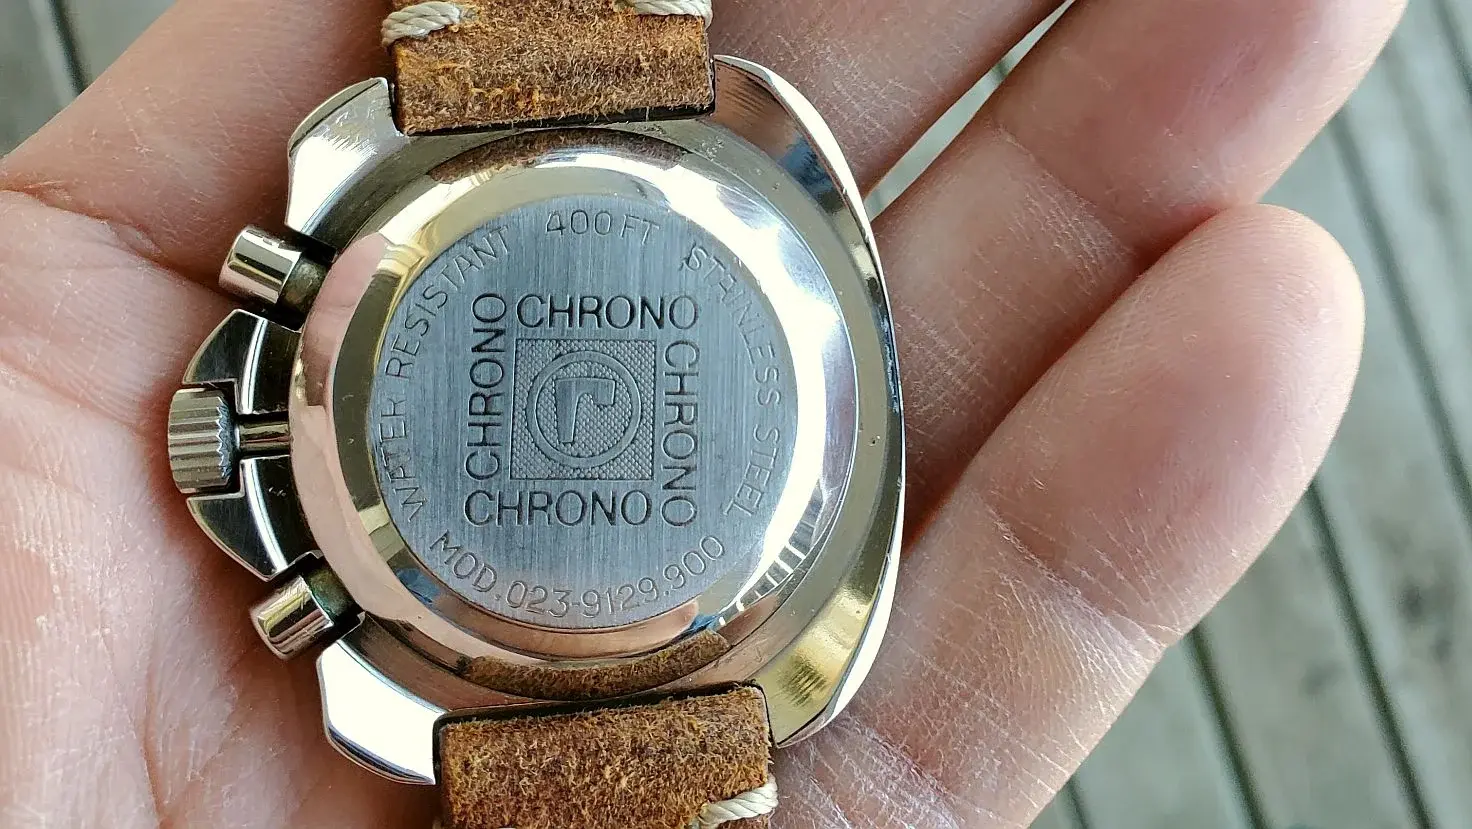 WATER RESISTANT 400 FT STAINLESS STEEL
CHRONO
CHRONO
CHRONO
CHRONO
r
MOD. 023-9129.900